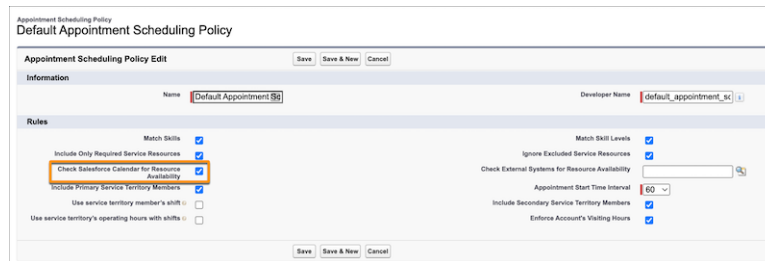 Appointment Scheduling Policy
Default Appointment Scheduling Policy
Appointment Scheduling Policy Edit
Save Save & New Cancel
Information
Name Default Appointment Sc
Developer Name default_appointment_sc
Rules
Match Skills
Match Skill Levels
Include Only Required Service Resources
Ignore Excluded Service Resources
Check Salesforce Calendar for Resource
Availability
Check External Systems for Resource Availability
Include Primary Service Territory Members
Appointment Start Time Interval 60
Use service territory member's shift
Include Secondary Service Territory Members
Use service territory's operating hours with shifts
Enforce Account's Visiting Hours
Save Save & New Cancel